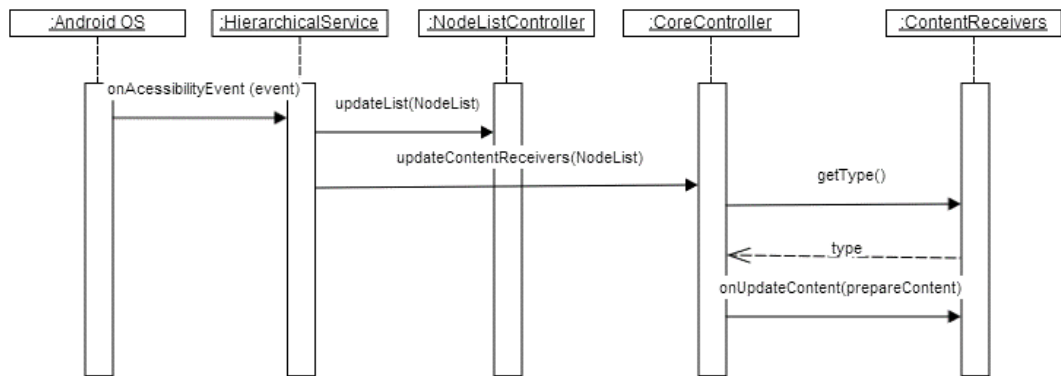 :Android OS
:HierarchicalService
:NodeListController
:CoreController
:ContentReceivers
onAcessibilityEvent (event)
updateList(NodeList)
updateContentReceivers(NodeList)
getType()
type
onUpdateContent(prepareContent)